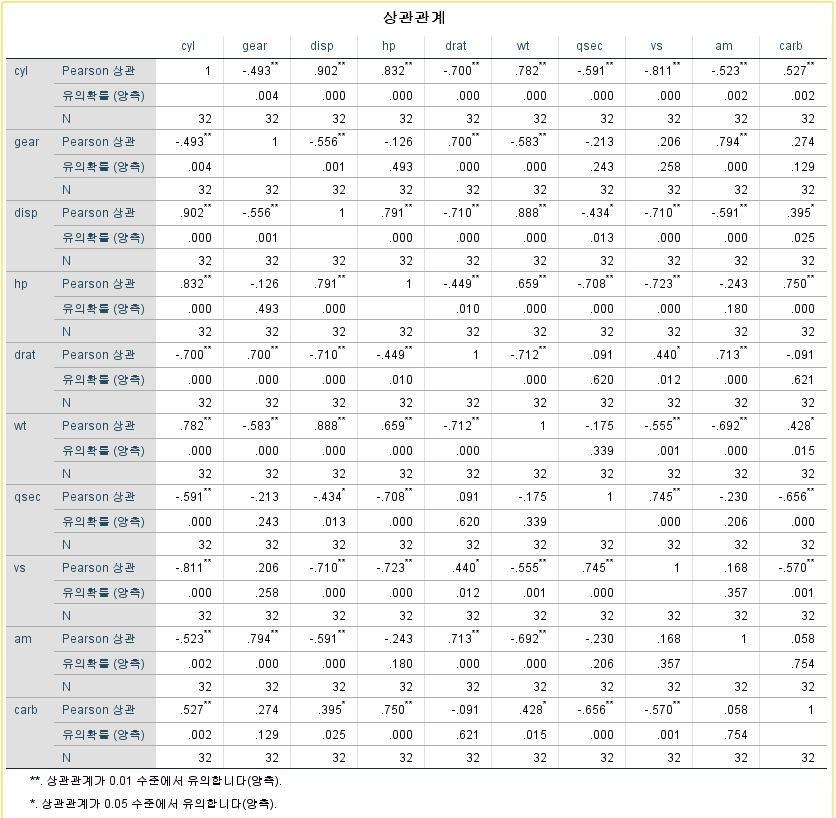 상관관계
cyl gear disp hp drat wt qsec vs am carb
cyl Pearson 상관 1 -.493** .902** .832** -.700** .782** -.591** -.811** -.523** .527**
유의확률 (양측) .004 .000 .000 .000 .000 .000 .000 .002 .002
N 32 32 32 32 32 32 32 32 32 32
gear Pearson 상관 -.493** 1 -.556** -.126 .700** -.583** -.213 .206 .794** .274
유의확률 (양측) .004 .001 .493 .000 .000 .243 .258 .000 .129
N 32 32 32 32 32 32 32 32 32 32
disp Pearson 상관 .902** -.556** 1 .791** -.710** .888** -.434* -.710** -.591** .395*
유의확률 (양측) .000 .001 .000 .000 .000 .013 .000 .000 .025
N 32 32 32 32 32 32 32 32 32 32
hp Pearson 상관 .832** -.126 .791** 1 -.449** .659** -.708** -.723** -.243 .750**
유의확률 (양측) .000 .493 .000 .010 .000 .000 .000 .180 .000
N 32 32 32 32 32 32 32 32 32 32
drat Pearson 상관 -.700** .700** -.710** -.449** 1 -.712** .091 .440* .713** -.091
유의확률 (양측) .000 .000 .000 .010 .000 .620 .012 .000 .621
N 32 32 32 32 32 32 32 32 32 32
wt Pearson 상관 .782** -.583** .888** .659** -.712** 1 -.175 -.555** -.692** .428*
유의확률 (양측) .000 .000 .000 .000 .000 .339 .001 .000 .015
N 32 32 32 32 32 32 32 32 32 32
qsec Pearson 상관 -.591** -.213 -.434* -.708** .091 -.175 1 .745** -.230 -.656**
유의확률 (양측) .000 .243 .013 .000 .620 .339 .000 .206 .000
N 32 32 32 32 32 32 32 32 32 32
vs Pearson 상관 -.811** .206 -.710** -.723** .440* -.555** .745** 1 .168 -.570**
유의확률 (양측) .000 .258 .000 .000 .012 .001 .000 .357 .001
N 32 32 32 32 32 32 32 32 32 32
am Pearson 상관 -.523** .794** -.591** -.243 .713** -.692** -.230 .168 1 .058
유의확률 (양측) .002 .000 .000 .180 .000 .000 .206 .357 .754
N 32 32 32 32 32 32 32 32 32 32
carb Pearson 상관 .527** .274 .395* .750** -.091 .428* -.656** -.570** .058 1
유의확률 (양측) .002 .129 .025 .000 .621 .015 .000 .001 .754
N 32 32 32 32 32 32 32 32 32 32
**. 상관관계가 0.01 수준에서 유의합니다(양측).
*. 상관관계가 0.05 수준에서 유의합니다(양측).